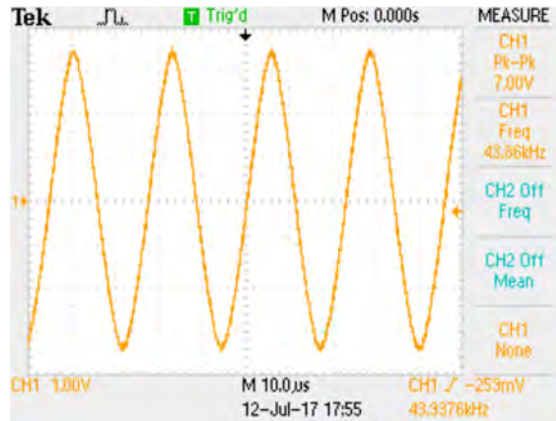 Tek T Trig'd M Pos: 0.000s MEASURE
CH1
Pk-Pk
7.00V
CH1
Freq
43.86kHz
CH2 Off
Freq
CH2 Off
Mean
CH1
None
1
CH1 1.00V M 10.0µs CH1 -259mV
12-Jul-17 17:55 43.9376kHz